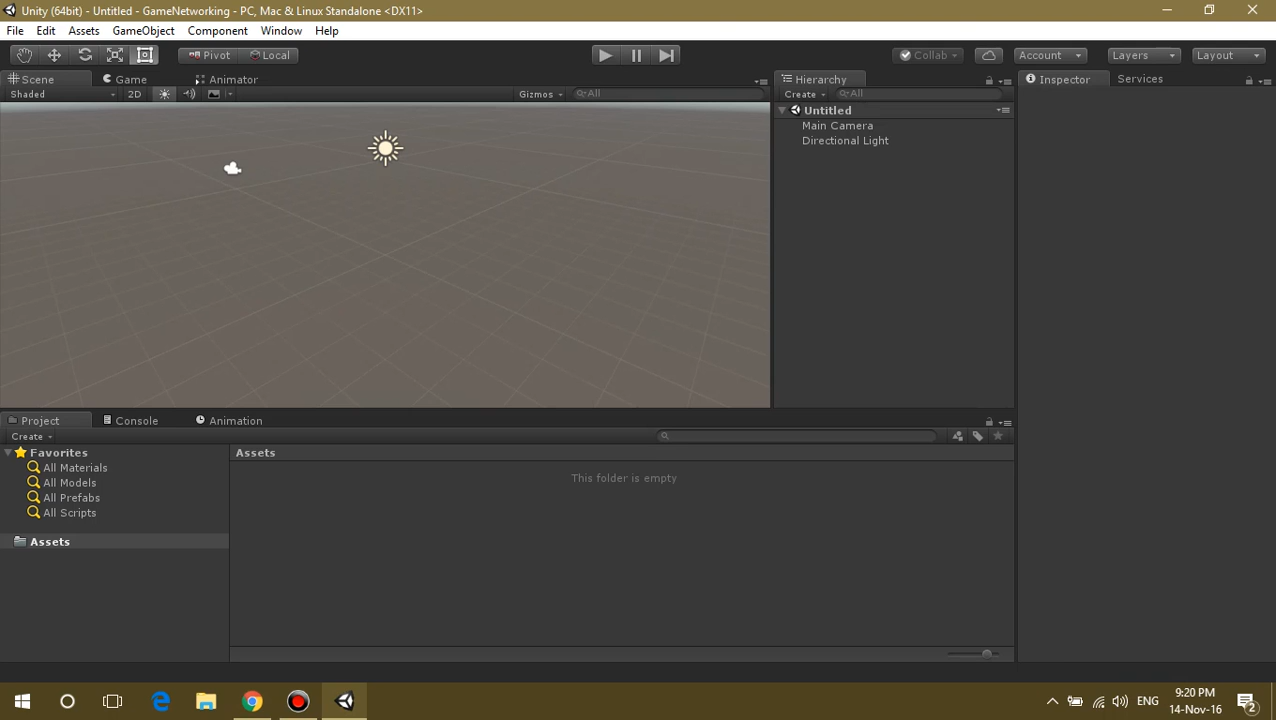 Unity (64bit) - Untitled - GameNetworking - PC, Mac & Linux Standalone <DX11>
File Edit Assets GameObject Component Window Help
Pivot Local Collab Account Layers Layout
Scene Game Animator Hierarchy Inspector Services
Shaded 2D Gizmos All Create All
Untitled
Main Camera
Directional Light
Project Console Animation
Create
Favorites Assets
All Materials
All Models This folder is empty
All Prefabs
All Scripts
Assets
ENG 9:20 PM
14-Nov-16 2